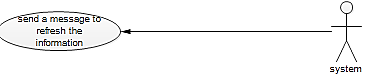 send a message to
refresh the
information
system